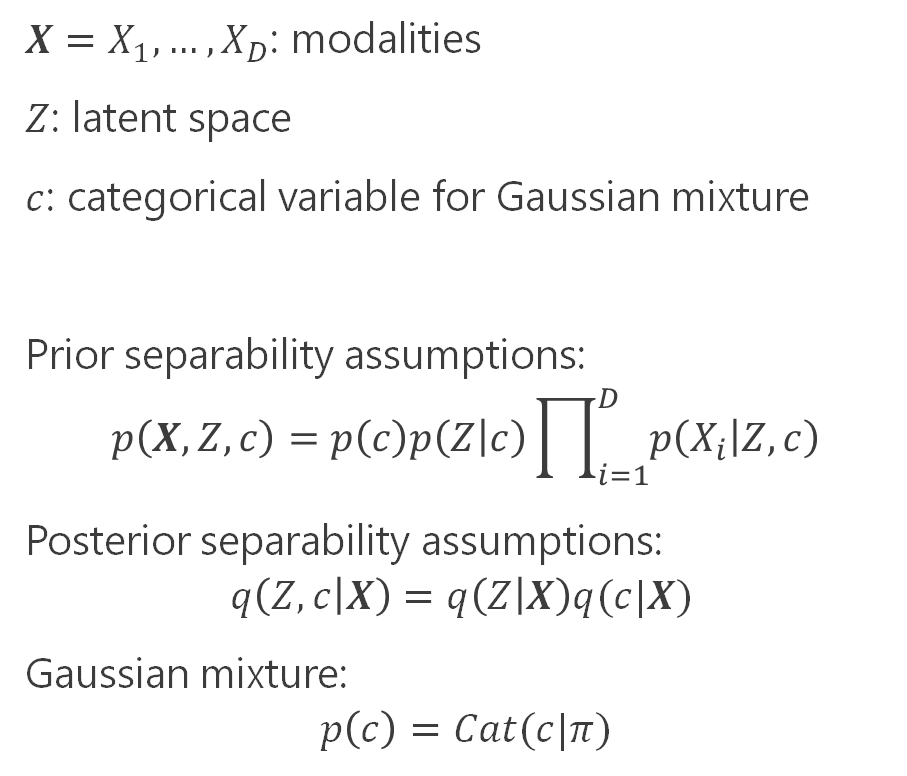 X = X₁, … , X_D: modalities
Z: latent space
c: categorical variable for Gaussian mixture
Prior separability assumptions:
p(X, Z, c) = p(c)p(Z|c) ∏_{i=1}^{D} p(X_i|Z, c)
Posterior separability assumptions:
q(Z, c|X) = q(Z|X)q(c|X)
Gaussian mixture:
p(c) = Cat(c|π)